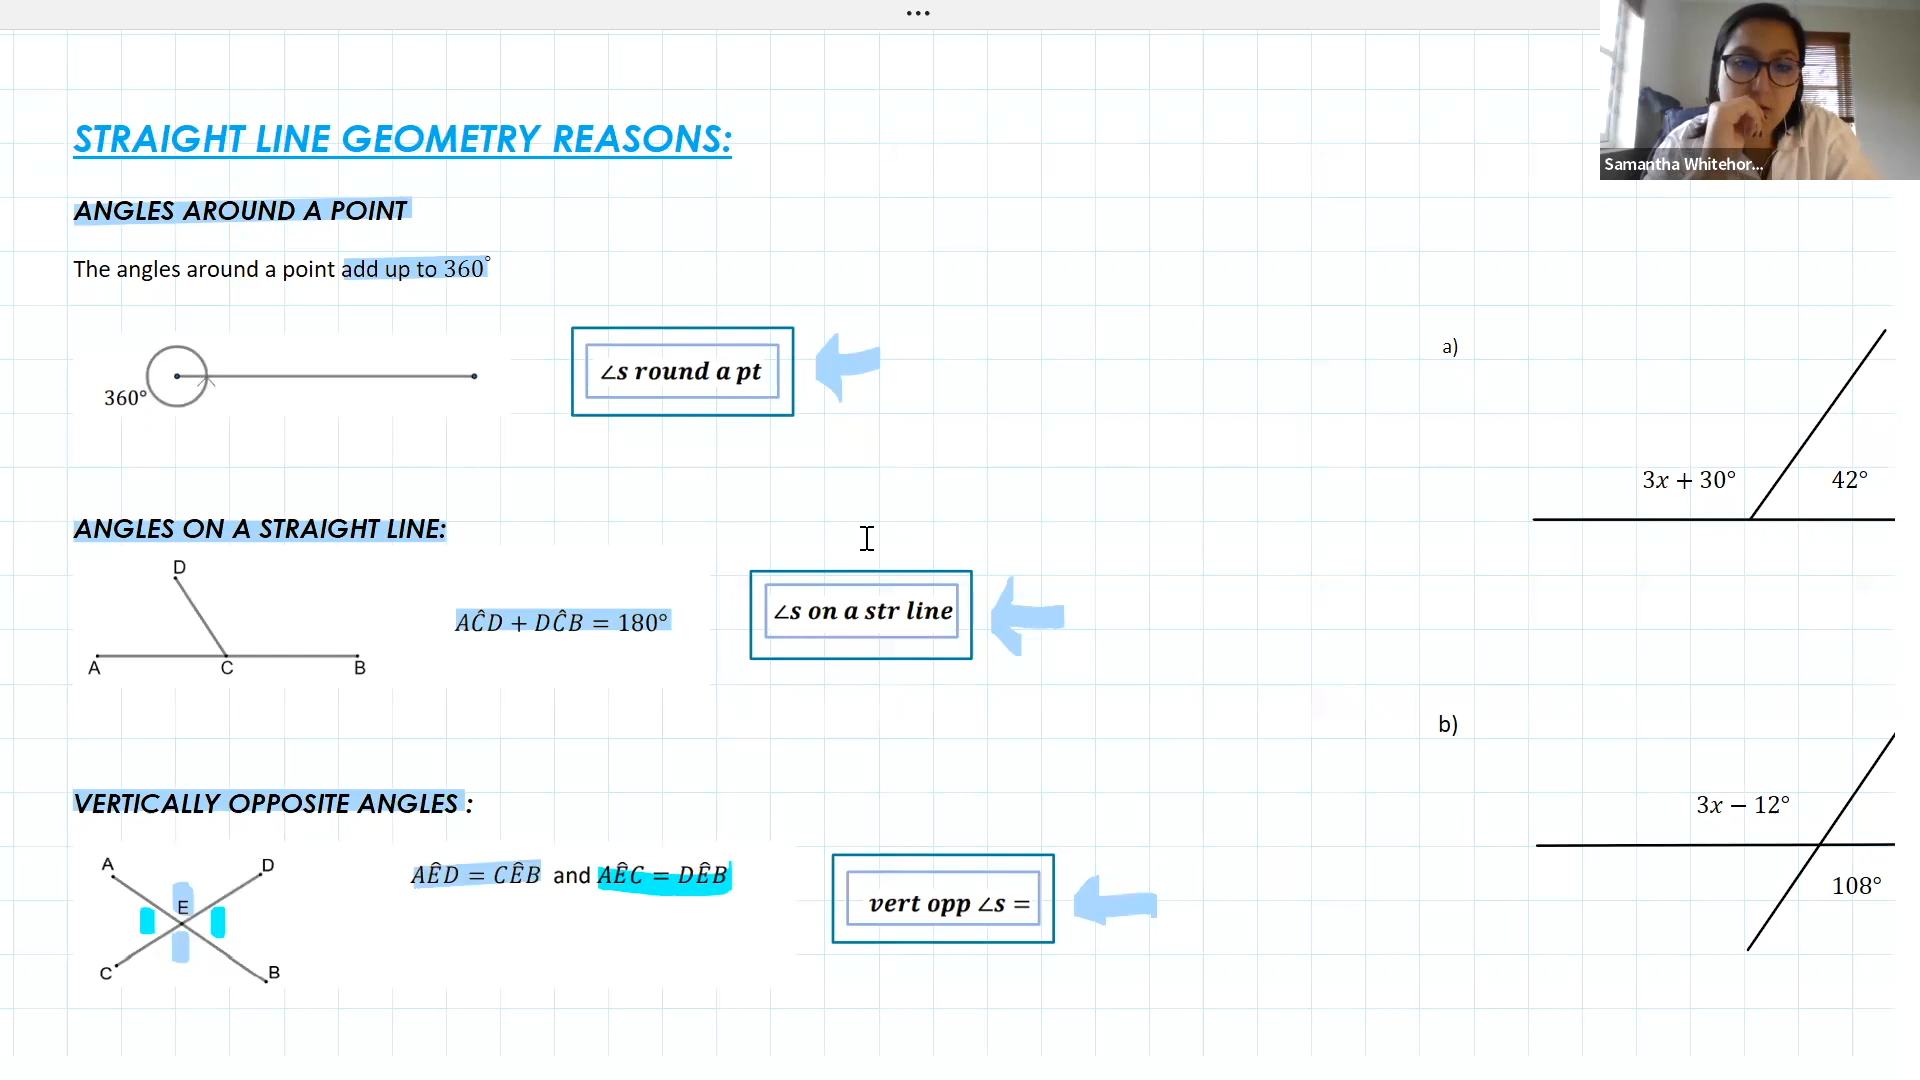 •••
Samantha Whitehor...
STRAIGHT LINE GEOMETRY REASONS:
ANGLES AROUND A POINT
The angles around a point add up to 360°
360°
∠s round a pt
a)
3x + 30°
42°
ANGLES ON A STRAIGHT LINE:
D
A
C
B
AĈD + DĈB = 180°
∠s on a str line
b)
3x − 12°
108°
VERTICALLY OPPOSITE ANGLES :
A
D
E
C
B
AÊD = CÊB and AÊC = DÊB
vert opp ∠s =